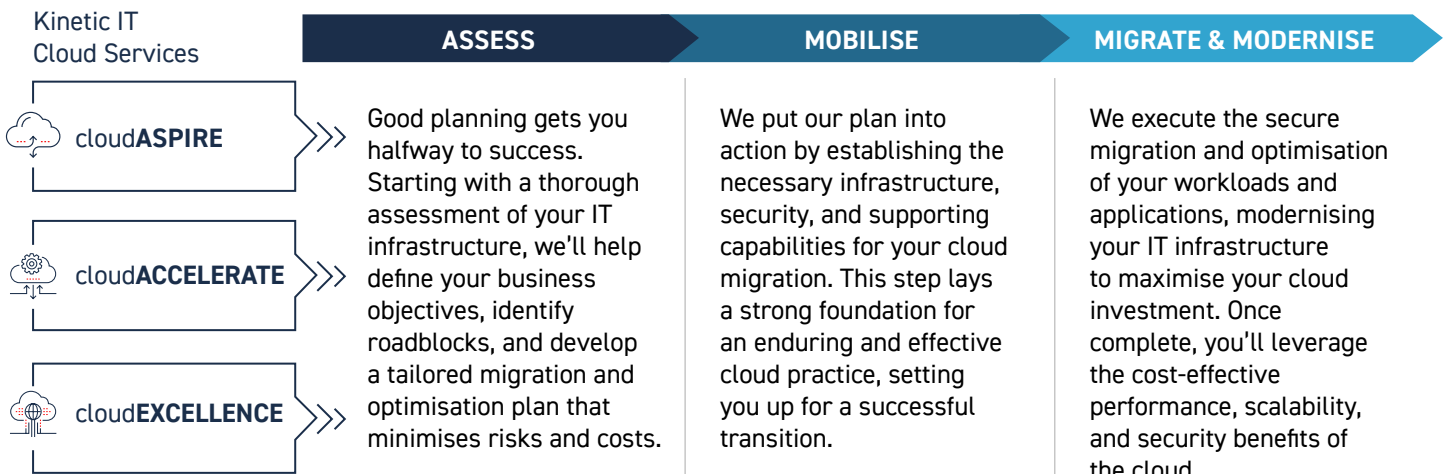 Kinetic IT
Cloud Services
ASSESS
MOBILISE
MIGRATE & MODERNISE
cloudASPIRE
cloudACCELERATE
cloudEXCELLENCE
Good planning gets you
halfway to success.
Starting with a thorough
assessment of your IT
infrastructure, we'll help
define your business
objectives, identify
roadblocks, and develop
a tailored migration and
optimisation plan that
minimises risks and costs.
We put our plan into
action by establishing the
necessary infrastructure,
security, and supporting
capabilities for your cloud
migration. This step lays
a strong foundation for
an enduring and effective
cloud practice, setting
you up for a successful
transition.
We execute the secure
migration and optimisation
of your workloads and
applications, modernising
your IT infrastructure
to maximise your cloud
investment. Once
complete, you'll leverage
the cost-effective
performance, scalability,
and security benefits of
the cloud